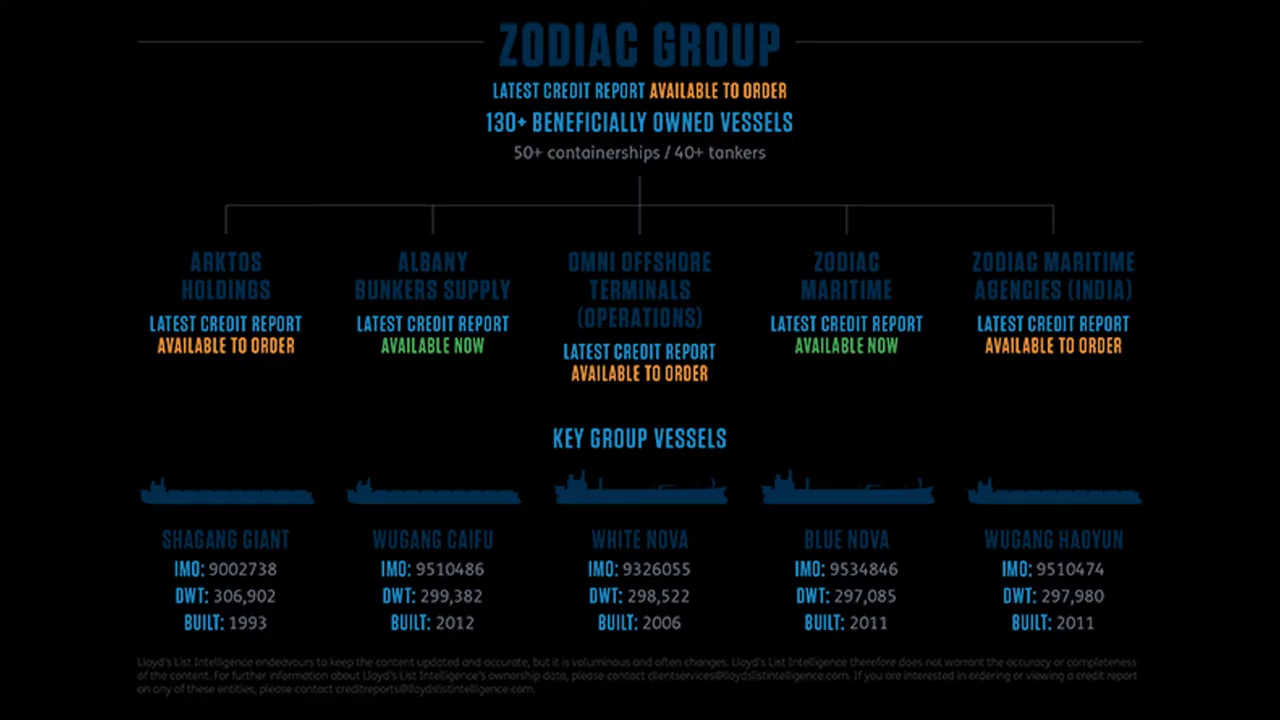 ZODIAC GROUP
LATEST CREDIT REPORT AVAILABLE TO ORDER
130+ BENEFICIALLY OWNED VESSELS
50+ containerships / 40+ tankers
ARKTOS
HOLDINGS
LATEST CREDIT REPORT
AVAILABLE TO ORDER
ALBANY
BUNKERS SUPPLY
LATEST CREDIT REPORT
AVAILABLE NOW
OMNI OFFSHORE
TERMINALS
(OPERATIONS)
LATEST CREDIT REPORT
AVAILABLE TO ORDER
ZODIAC
MARITIME
LATEST CREDIT REPORT
AVAILABLE NOW
ZODIAC MARITIME
AGENCIES (INDIA)
LATEST CREDIT REPORT
AVAILABLE TO ORDER
KEY GROUP VESSELS
SHAGANG GIANT
IMO: 9002738
DWT: 306,902
BUILT: 1993
WUGANG CAIFU
IMO: 9510486
DWT: 299,382
BUILT: 2012
WHITE NOVA
IMO: 9326055
DWT: 298,522
BUILT: 2006
BLUE NOVA
IMO: 9534846
DWT: 297,085
BUILT: 2011
WUGANG HAOYUN
IMO: 9510474
DWT: 297,980
BUILT: 2011
Lloyd's List Intelligence endeavours to keep the content updated and accurate, but it is voluminous and often changes. Lloyd's List Intelligence therefore does not warrant the accuracy or completeness
of the content. For further information about Lloyd's List Intelligence's ownership data, please contact clientservices@lloydslistintelligence.com. If you are interested in ordering or viewing a credit report
on any of these entities, please contact creditreports@lloydslistintelligence.com.